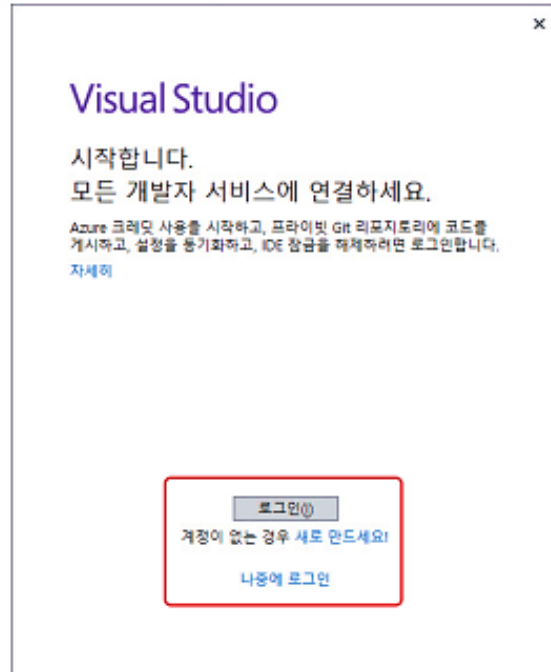 Visual Studio
시작합니다.
모든 개발자 서비스에 연결하세요.
Azure 크레딧 사용을 시작하고, 프라이빗 Git 리포지토리에 코드를
게시하고, 설정을 동기화하고, IDE 잠금을 해제하려면 로그인합니다.
자세히
로그인(I)
계정이 없는 경우 새로 만드세요!
나중에 로그인